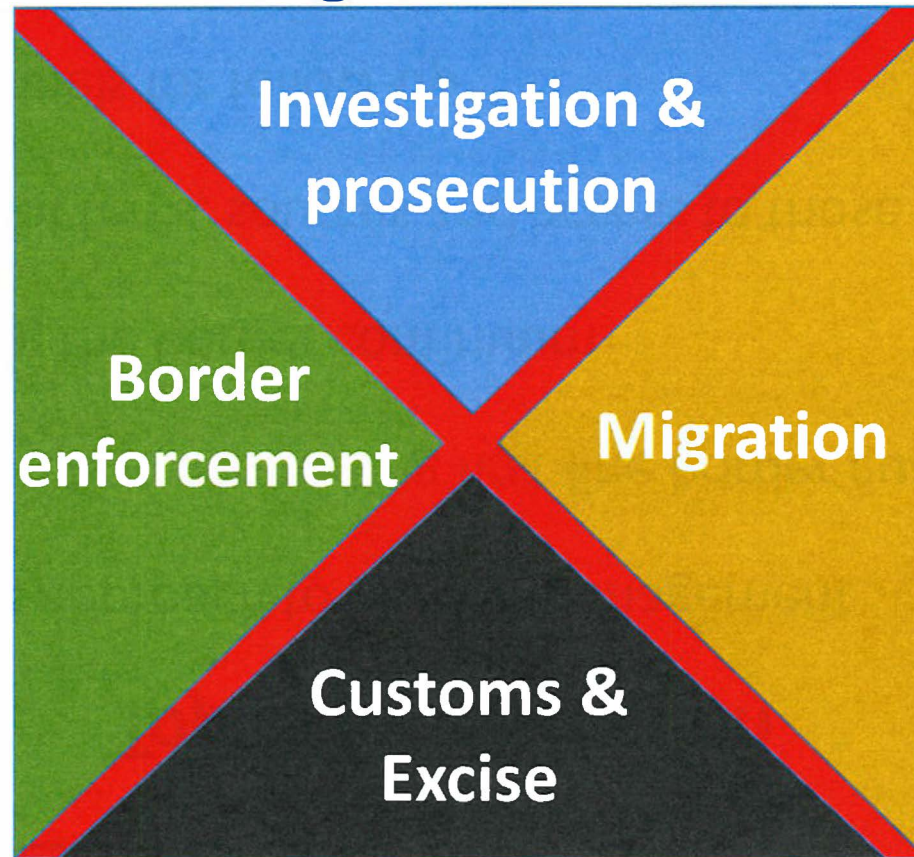 Investigation &
prosecution
Border
enforcement
Migration
Customs &
Excise